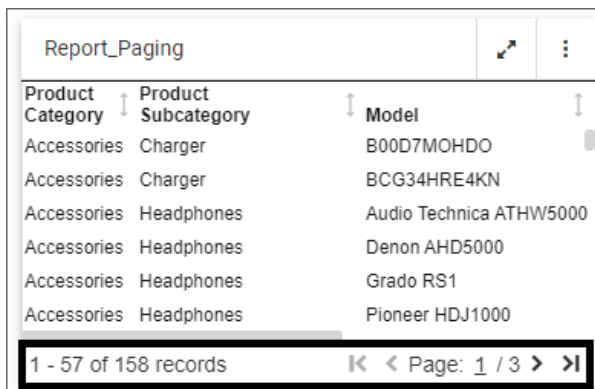 Report_Paging
Product Category Product Subcategory Model
Accessories Charger B00D7MOHDO
Accessories Charger BCG34HRE4KN
Accessories Headphones Audio Technica ATHW5000
Accessories Headphones Denon AHD5000
Accessories Headphones Grado RS1
Accessories Headphones Pioneer HDJ1000
1 - 57 of 158 records Page: 1 / 3